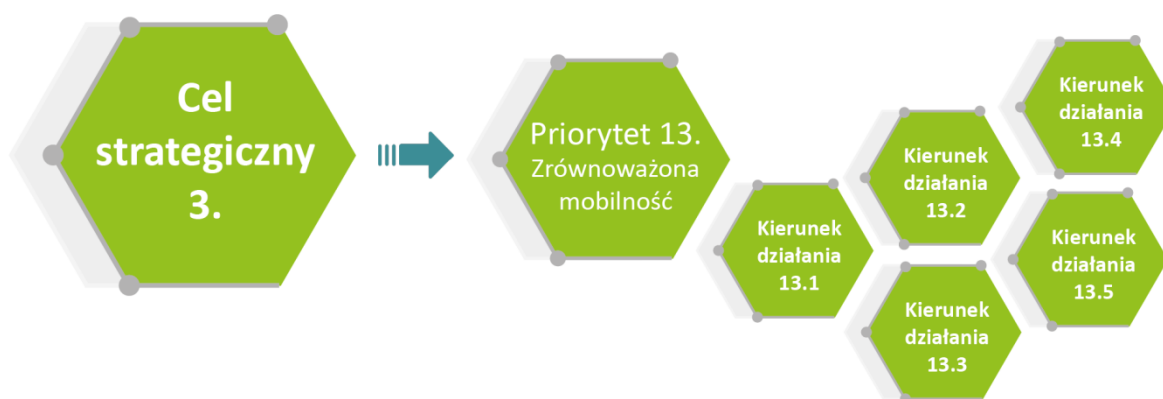 Cel
strategiczny
3.
Priorytet 13.
Zrównoważona
mobilność
Kierunek
działania
13.1
Kierunek
działania
13.2
Kierunek
działania
13.3
Kierunek
działania
13.4
Kierunek
działania
13.5